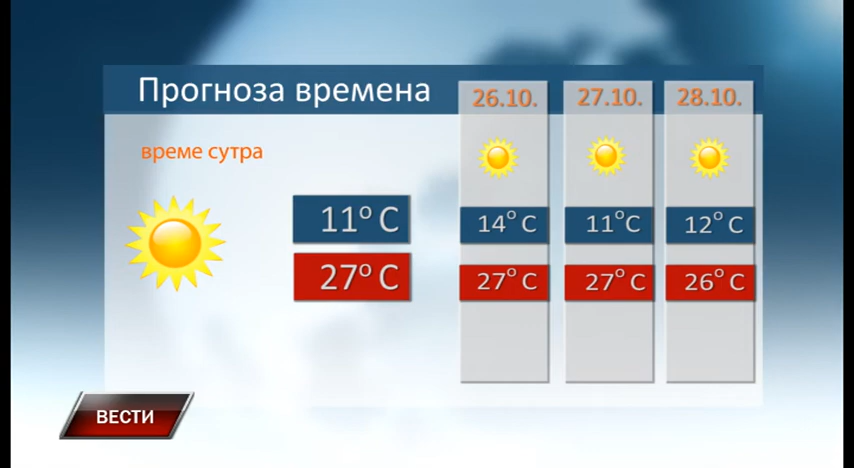 Прогноза времена
време сутра
11° C
27° C
26.10.
14° C
27° C
27.10.
11°C
27° C
28.10.
12° C
26° C
ВЕСТИ